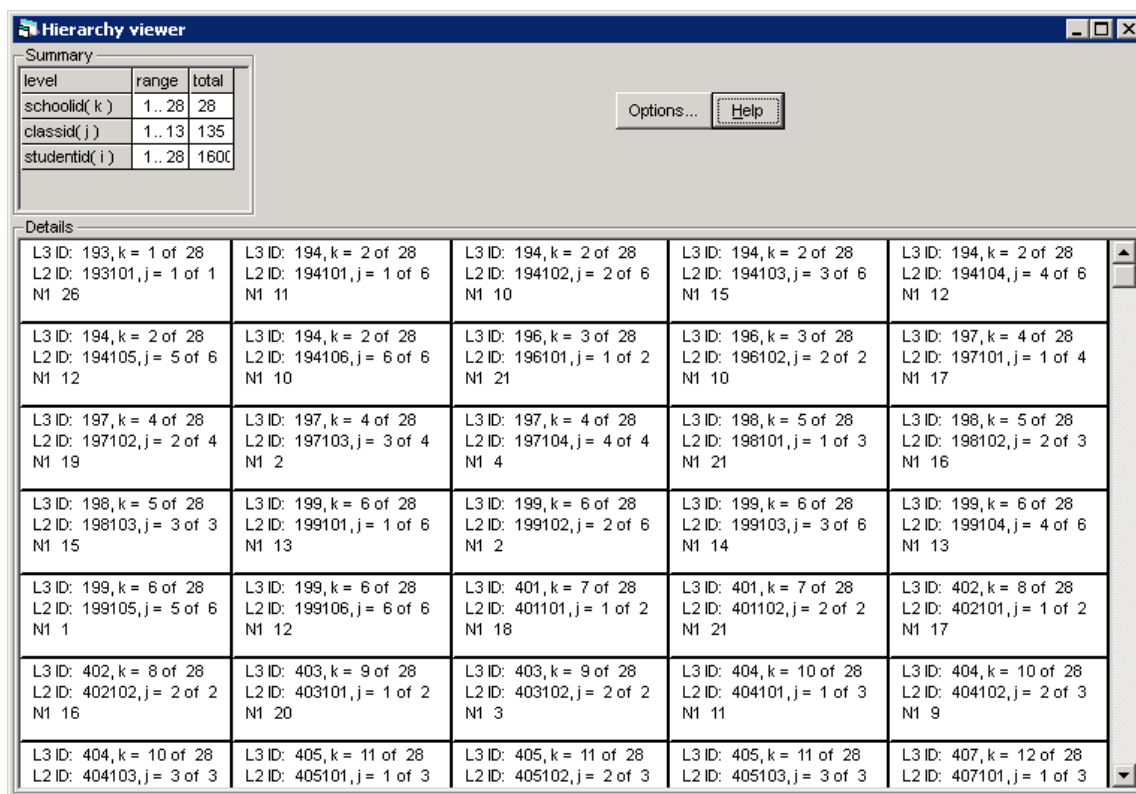 Hierarchy viewer
Summary
level range total
schoolid( k ) 1.. 28 28
classid( j ) 1.. 13 135
studentid( i ) 1.. 28 1600
Options... Help
Details
L3 ID: 193, k = 1 of 28 L3 ID: 194, k = 2 of 28 L3 ID: 194, k = 2 of 28 L3 ID: 194, k = 2 of 28 L3 ID: 194, k = 2 of 28
L2 ID: 193101, j = 1 of 1 L2 ID: 194101, j = 1 of 6 L2 ID: 194102, j = 2 of 6 L2 ID: 194103, j = 3 of 6 L2 ID: 194104, j = 4 of 6
N1 26 N1 11 N1 10 N1 15 N1 12
L3 ID: 194, k = 2 of 28 L3 ID: 194, k = 2 of 28 L3 ID: 196, k = 3 of 28 L3 ID: 196, k = 3 of 28 L3 ID: 197, k = 4 of 28
L2 ID: 194105, j = 5 of 6 L2 ID: 194106, j = 6 of 6 L2 ID: 196101, j = 1 of 2 L2 ID: 196102, j = 2 of 2 L2 ID: 197101, j = 1 of 4
N1 12 N1 10 N1 21 N1 10 N1 17
L3 ID: 197, k = 4 of 28 L3 ID: 197, k = 4 of 28 L3 ID: 197, k = 4 of 28 L3 ID: 198, k = 5 of 28 L3 ID: 198, k = 5 of 28
L2 ID: 197102, j = 2 of 4 L2 ID: 197103, j = 3 of 4 L2 ID: 197104, j = 4 of 4 L2 ID: 198101, j = 1 of 3 L2 ID: 198102, j = 2 of 3
N1 19 N1 2 N1 4 N1 21 N1 16
L3 ID: 198, k = 5 of 28 L3 ID: 199, k = 6 of 28 L3 ID: 199, k = 6 of 28 L3 ID: 199, k = 6 of 28 L3 ID: 199, k = 6 of 28
L2 ID: 198103, j = 3 of 3 L2 ID: 199101, j = 1 of 6 L2 ID: 199102, j = 2 of 6 L2 ID: 199103, j = 3 of 6 L2 ID: 199104, j = 4 of 6
N1 15 N1 13 N1 2 N1 14 N1 13
L3 ID: 199, k = 6 of 28 L3 ID: 199, k = 6 of 28 L3 ID: 401, k = 7 of 28 L3 ID: 401, k = 7 of 28 L3 ID: 402, k = 8 of 28
L2 ID: 199105, j = 5 of 6 L2 ID: 199106, j = 6 of 6 L2 ID: 401101, j = 1 of 2 L2 ID: 401102, j = 2 of 2 L2 ID: 402101, j = 1 of 2
N1 1 N1 12 N1 18 N1 21 N1 17
L3 ID: 402, k = 8 of 28 L3 ID: 403, k = 9 of 28 L3 ID: 403, k = 9 of 28 L3 ID: 404, k = 10 of 28 L3 ID: 404, k = 10 of 28
L2 ID: 402102, j = 2 of 2 L2 ID: 403101, j = 1 of 2 L2 ID: 403102, j = 2 of 2 L2 ID: 404101, j = 1 of 3 L2 ID: 404102, j = 2 of 3
N1 16 N1 20 N1 3 N1 11 N1 9
L3 ID: 404, k = 10 of 28 L3 ID: 405, k = 11 of 28 L3 ID: 405, k = 11 of 28 L3 ID: 405, k = 11 of 28 L3 ID: 407, k = 12 of 28
L2 ID: 404103, j = 3 of 3 L2 ID: 405101, j = 1 of 3 L2 ID: 405102, j = 2 of 3 L2 ID: 405103, j = 3 of 3 L2 ID: 407101, j = 1 of 3